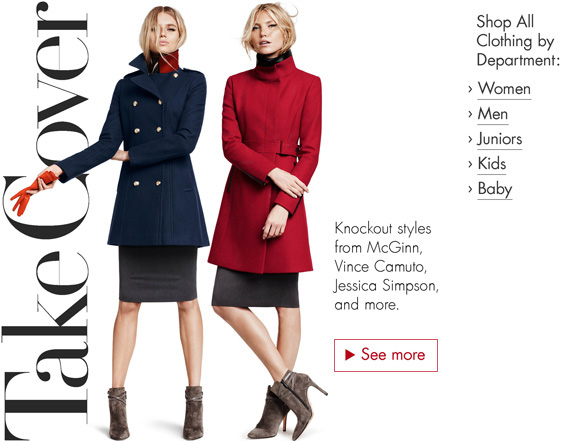 Take Cover
Knockout styles
from McGinn,
Vince Camuto,
Jessica Simpson,
and more.
See more
Shop All
Clothing by
Department:
› Women
› Men
› Juniors
› Kids
› Baby